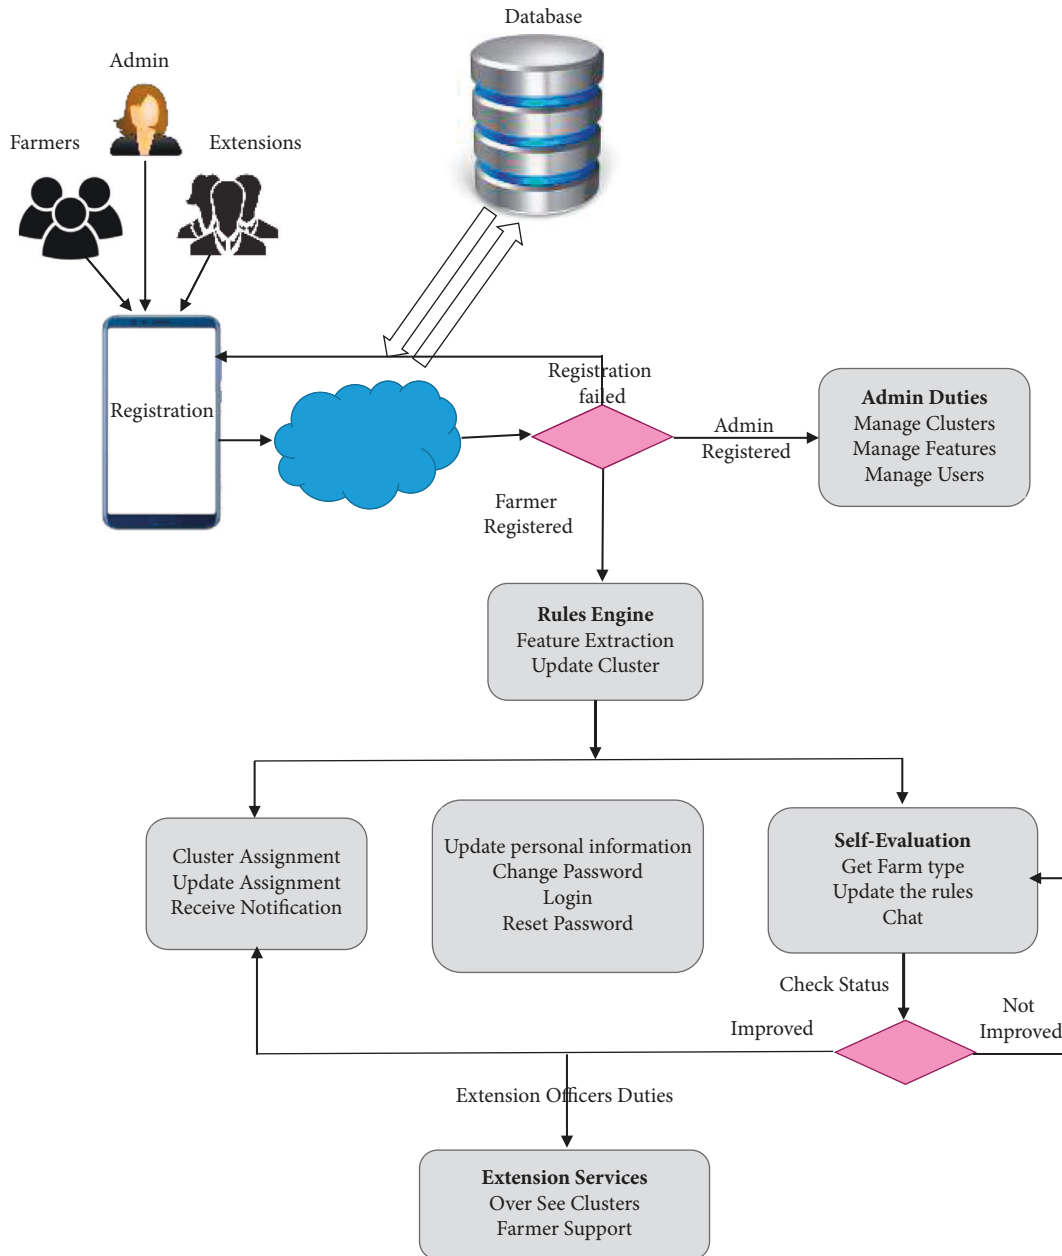 Database
Admin
Farmers
Extensions
Registration
Registration
failed
Admin
Registered
Admin Duties
Manage Clusters
Manage Features
Manage Users
Farmer
Registered
Rules Engine
Feature Extraction
Update Cluster
Cluster Assignment
Update Assignment
Receive Notification
Update personal information
Change Password
Login
Reset Password
Self-Evaluation
Get Farm type
Update the rules
Chat
Check Status
Improved
Not
Improved
Extension Officers Duties
Extension Services
Over See Clusters
Farmer Support